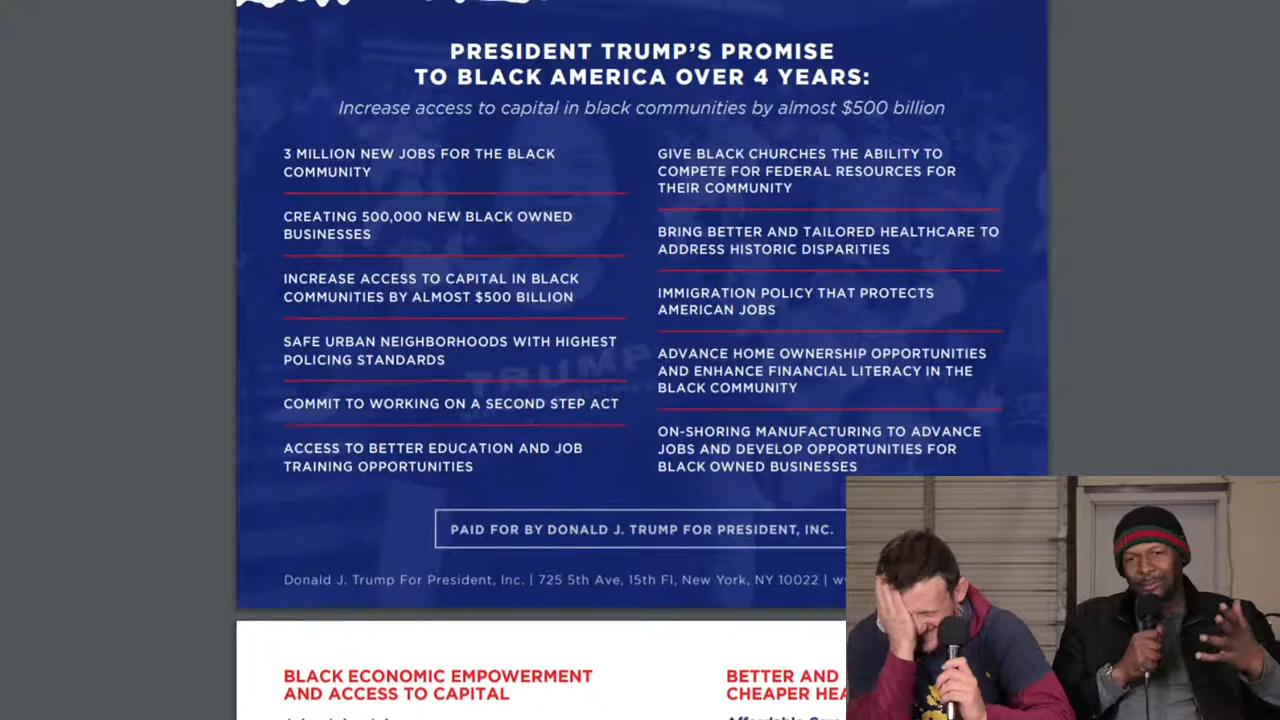 PRESIDENT TRUMP'S PROMISE
TO BLACK AMERICA OVER 4 YEARS:
Increase access to capital in black communities by almost $500 billion
3 MILLION NEW JOBS FOR THE BLACK
COMMUNITY
CREATING 500,000 NEW BLACK OWNED
BUSINESSES
INCREASE ACCESS TO CAPITAL IN BLACK
COMMUNITIES BY ALMOST $500 BILLION
SAFE URBAN NEIGHBORHOODS WITH HIGHEST
POLICING STANDARDS
COMMIT TO WORKING ON A SECOND STEP ACT
ACCESS TO BETTER EDUCATION AND JOB
TRAINING OPPORTUNITIES
GIVE BLACK CHURCHES THE ABILITY TO
COMPETE FOR FEDERAL RESOURCES FOR
THEIR COMMUNITY
BRING BETTER AND TAILORED HEALTHCARE TO
ADDRESS HISTORIC DISPARITIES
IMMIGRATION POLICY THAT PROTECTS
AMERICAN JOBS
ADVANCE HOME OWNERSHIP OPPORTUNITIES
AND ENHANCE FINANCIAL LITERACY IN THE
BLACK COMMUNITY
ON-SHORING MANUFACTURING TO ADVANCE
JOBS AND DEVELOP OPPORTUNITIES FOR
BLACK OWNED BUSINESSES
TRUMP
PAID FOR BY DONALD J. TRUMP FOR PRESIDENT, INC.
Donald J. Trump For President, Inc. | 725 5th Ave, 15th Fl, New York, NY 10022 |
BLACK ECONOMIC EMPOWERMENT
AND ACCESS TO CAPITAL
BETTER AND
CHEAPER